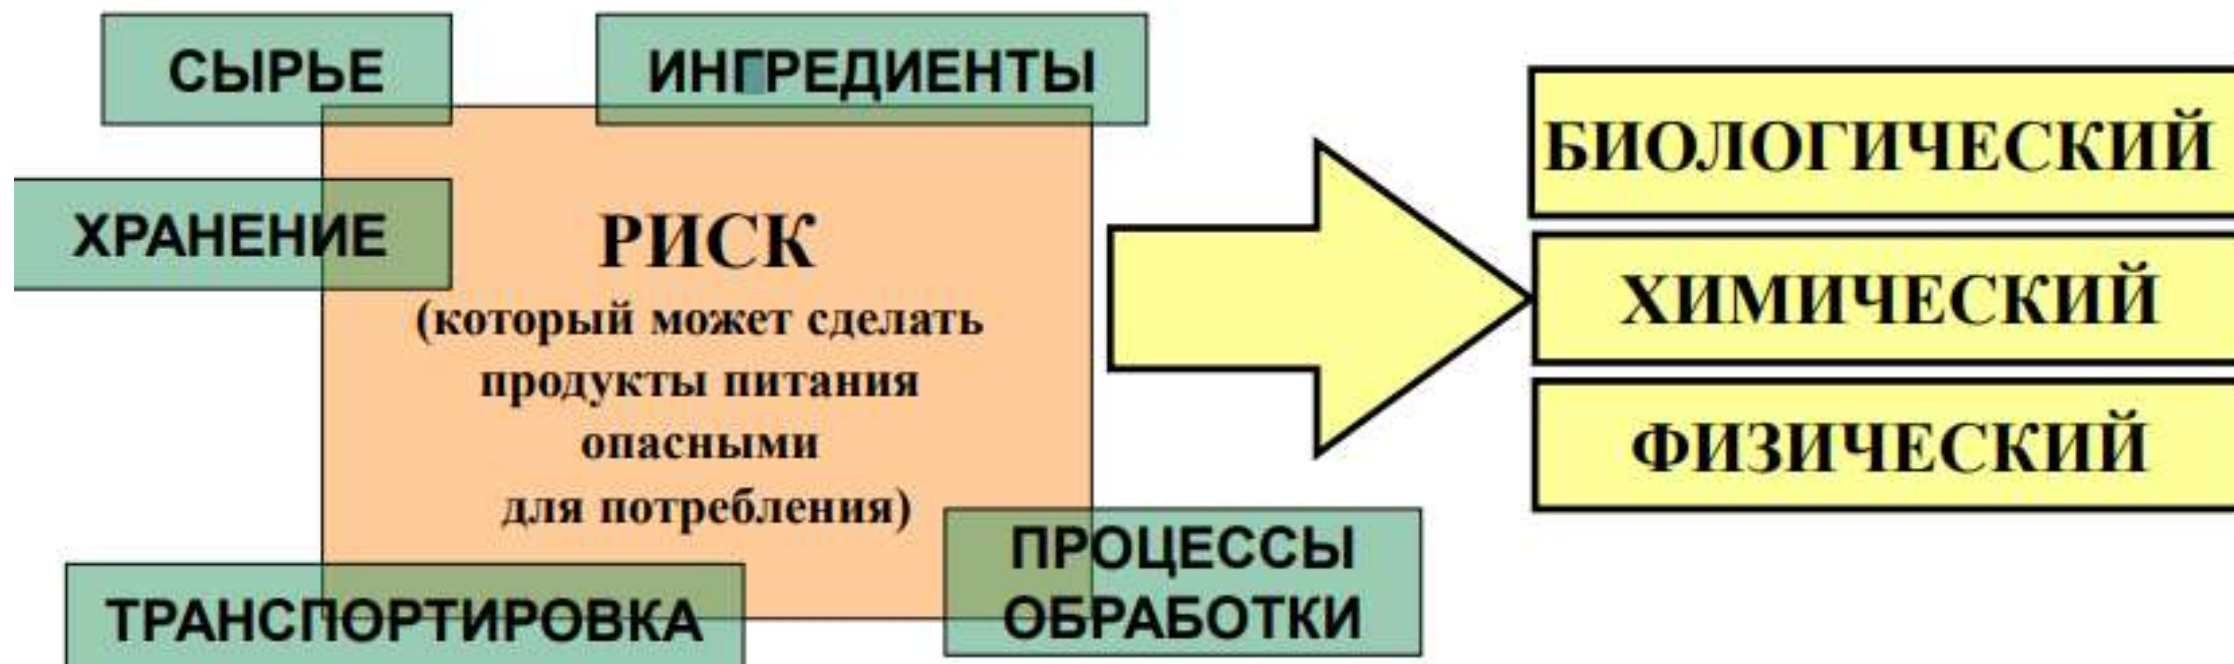 СЫРЬЕ
ИНГРЕДИЕНТЫ
ХРАНЕНИЕ
РИСК
(который может сделать
продукты питания
опасными
для потребления)
ТРАНСПОРТИРОВКА
ПРОЦЕССЫ
ОБРАБОТКИ
БИОЛОГИЧЕСКИЙ
ХИМИЧЕСКИЙ
ФИЗИЧЕСКИЙ